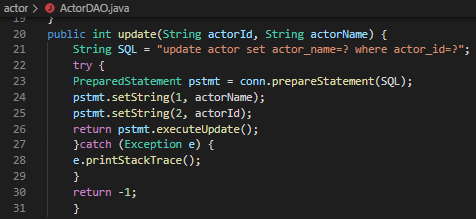 actor > ActorDAO.java
19 }
20 public int update(String actorId, String actorName) {
21 String SQL = "update actor set actor_name=? where actor_id=?";
22 try {
23 PreparedStatement pstmt = conn.prepareStatement(SQL);
24 pstmt.setString(1, actorName);
25 pstmt.setString(2, actorId);
26 return pstmt.executeUpdate();
27 }catch (Exception e) {
28 e.printStackTrace();
29 }
30 return -1;
31 }